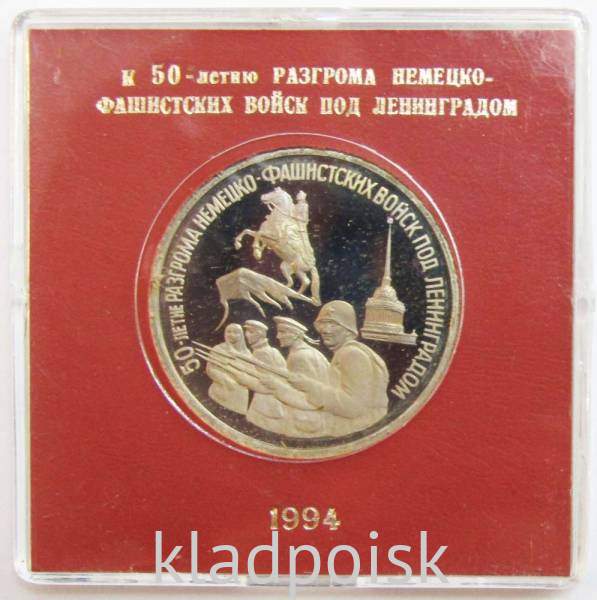 К 50-летию РАЗГРОМА НЕМЕЦКО-
ФАШИСТСКИХ ВОЙСК ПОД ЛЕНИНГРАДОМ
50-ЛЕТИЕ РАЗГРОМА НЕМЕЦКО-ФАШИСТСКИХ ВОЙСК ПОД ЛЕНИНГРАДОМ
1994
kladpoisk